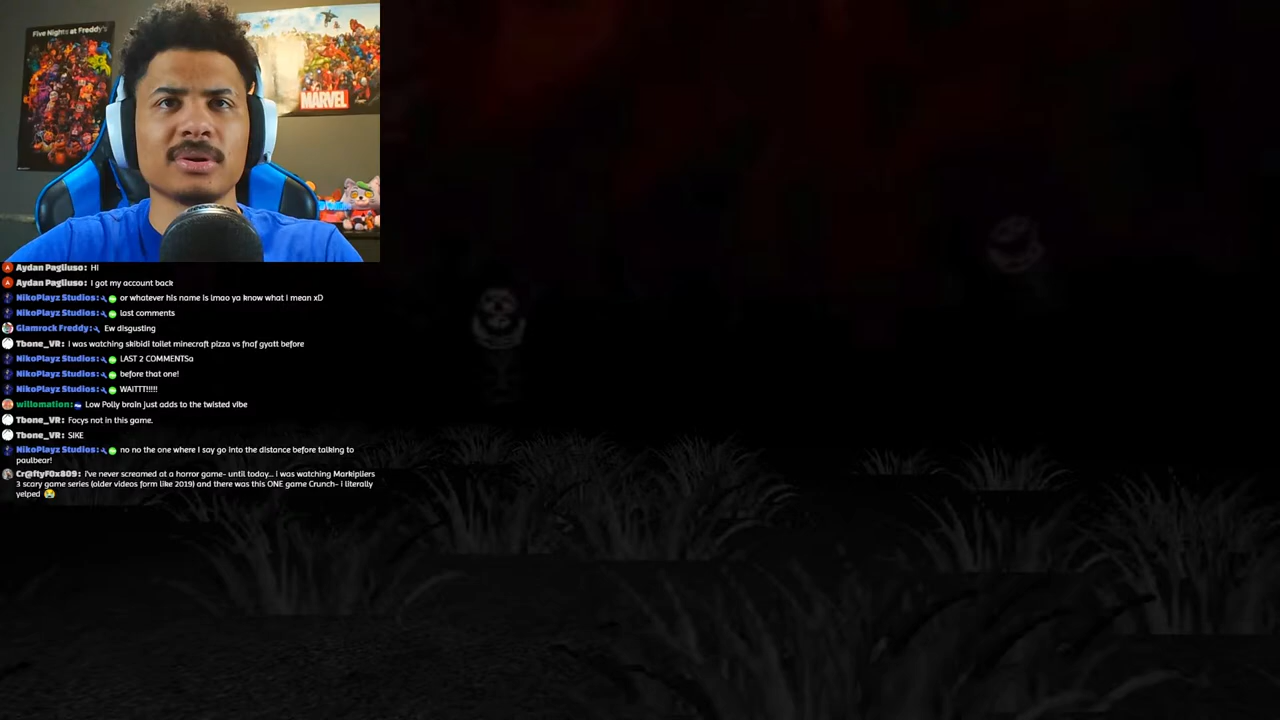 Five Nights at Freddy's
MARVEL
Aydan Pagliuso: HI
Aydan Pagliuso: I got my account back
NikoPlayz Studios: or whatever his name is lmao ya know what I mean xD
NikoPlayz Studios: last comments
Glamrock Freddy: Ew disgusting
Tbone_VR: I was watching skibidi toilet minecraft pizza vs fnaf gyatt before
NikoPlayz Studios: LAST 2 COMMENTSa
NikoPlayz Studios: before that one!
NikoPlayz Studios: WAITTT!!!!!
willomation: Low Polly brain just adds to the twisted vibe
Tbone_VR: Focys not in this game.
Tbone_VR: SIKE
NikoPlayz Studios: no no the one where I say go into the distance before talking to
paulbear!
Cr@ftyF0x809: i've never screamed at a horror game- until today... i was watching Markipliers
3 scary game series (older videos form like 2019) and there was this ONE game Crunch- i literally
yelped 😭